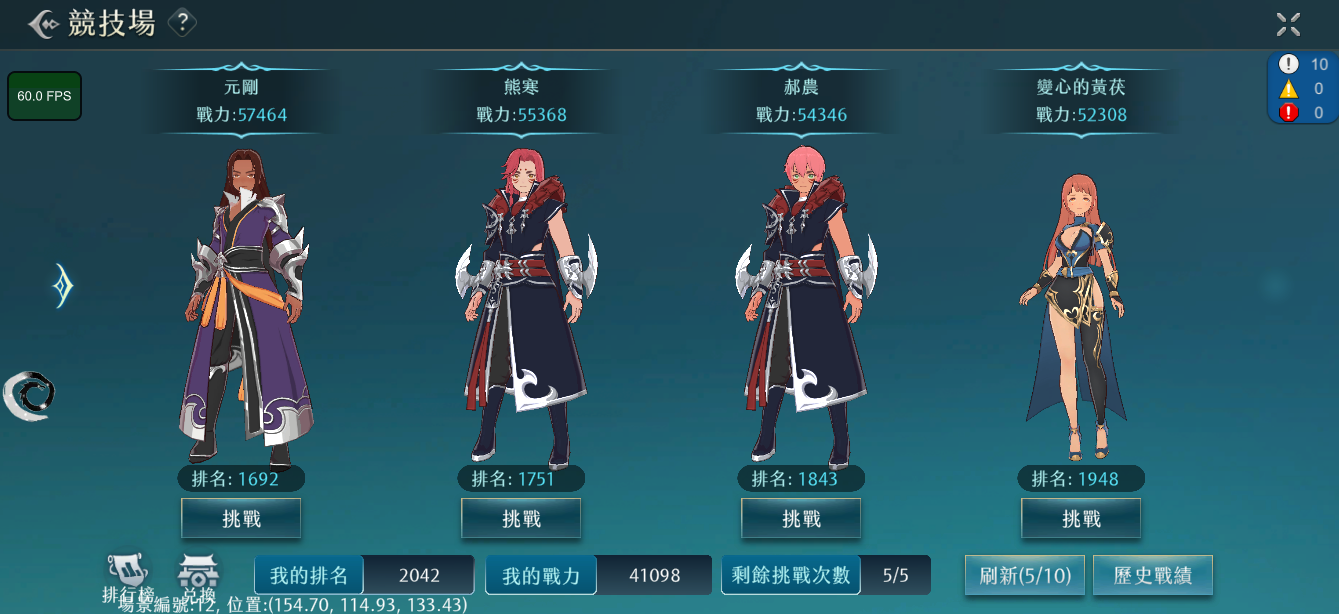 競技場 ?
60.0 FPS
10
0
0
元剛
戰力:57464
熊寒
戰力:55368
郝農
戰力:54346
變心的黃茯
戰力:52308
排名: 1692
排名: 1751
排名: 1843
排名: 1948
挑戰
挑戰
挑戰
挑戰
排行榜
兌換
我的排名 2042
我的戰力 41098
剩餘挑戰次數 5/5
刷新(5/10)
歷史戰績
場景編號:12, 位置:(154.70, 114.93, 133.43)